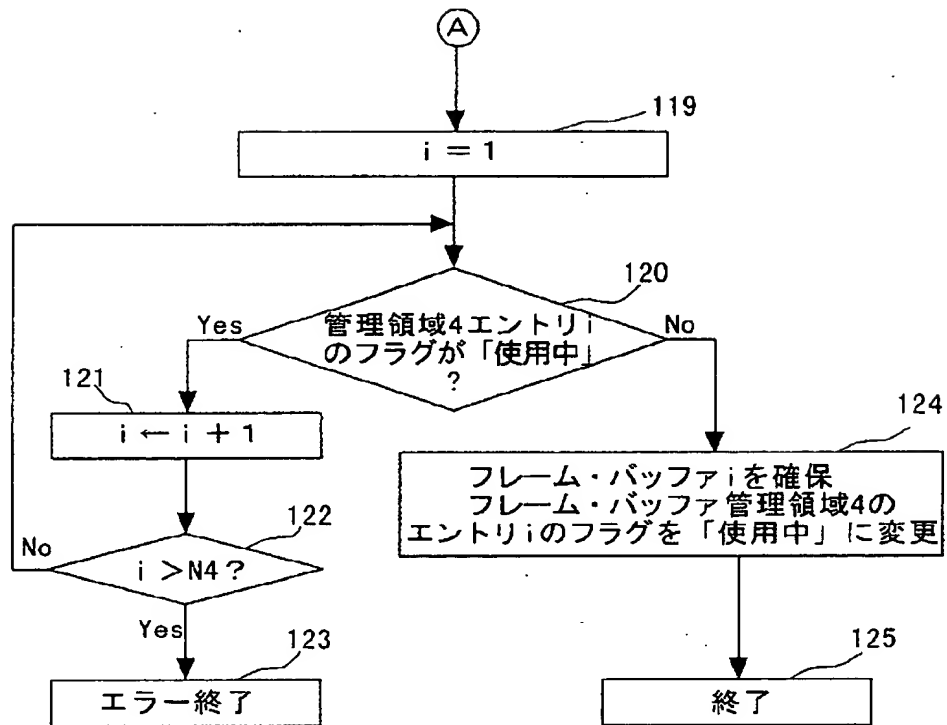 A
119
i = 1
120
管理領域4エントリi
のフラグが「使用中」
?
Yes
No
121
i ← i + 1
124
フレーム・バッファiを確保
フレーム・バッファ管理領域4の
エントリiのフラグを「使用中」に変更
122
No
i >N4?
Yes
123
エラー終了
125
終了